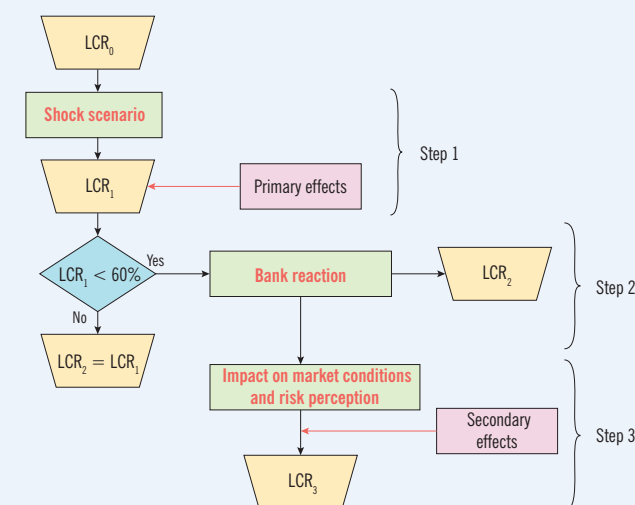 LCR₀
Shock scenario
Step 1
LCR₁
Primary effects
LCR₁ < 60%
Yes
Bank reaction
LCR₂
Step 2
No
LCR₂ = LCR₁
Impact on market conditions
and risk perception
Secondary
effects
Step 3
LCR₃